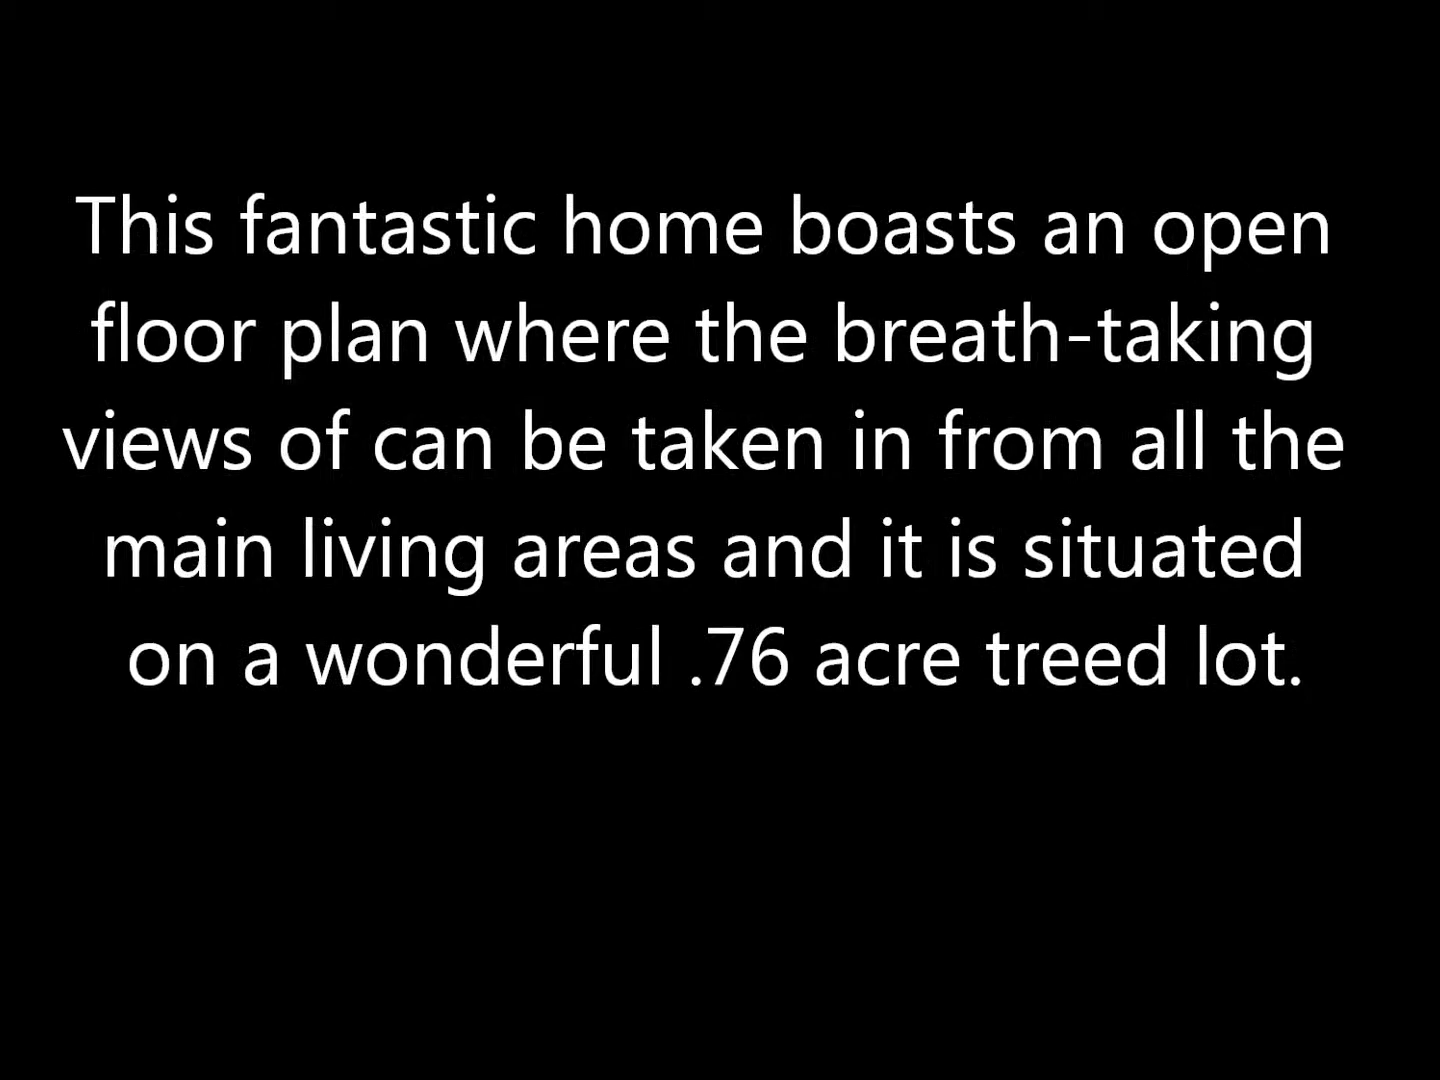 This fantastic home boasts an open
floor plan where the breath-taking
views of can be taken in from all the
main living areas and it is situated
on a wonderful .76 acre treed lot.